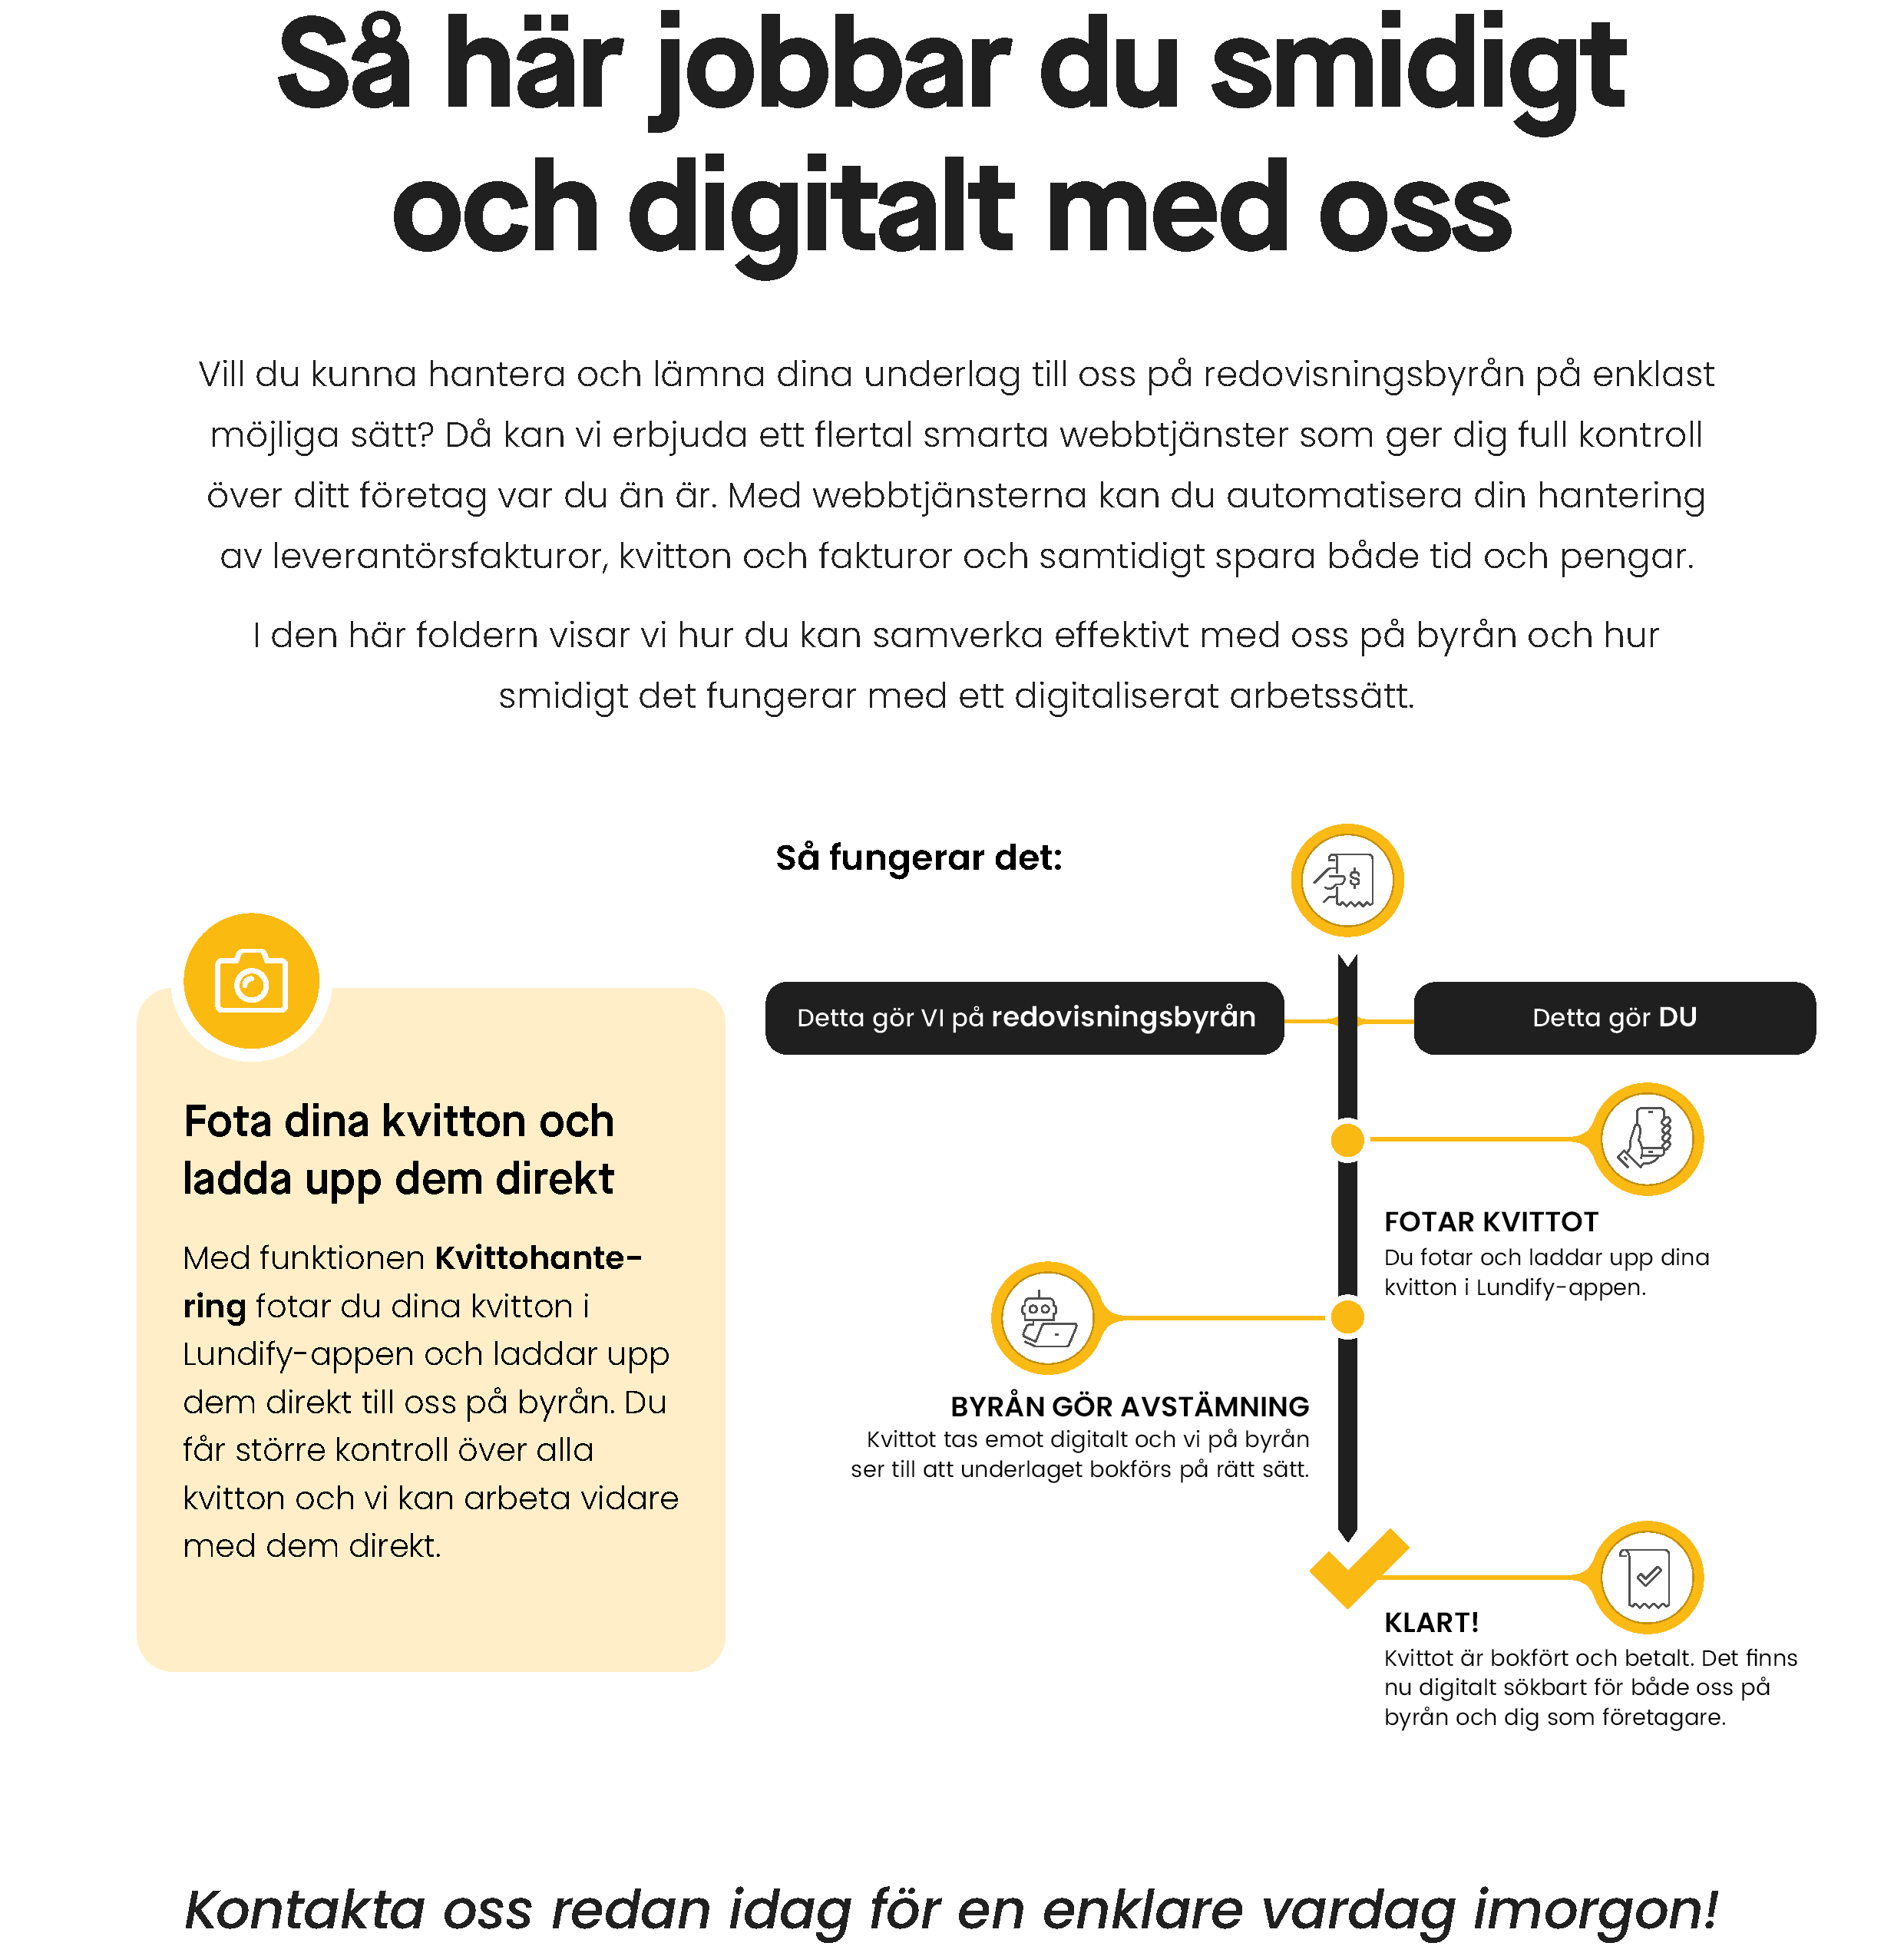 Så här jobbar du smidigt
och digitalt med oss
Vill du kunna hantera och lämna dina underlag till oss på redovisningsbyrån på enklast
möjliga sätt? Då kan vi erbjuda ett flertal smarta webbtjänster som ger dig full kontroll
över ditt företag var du än är. Med webbtjänsterna kan du automatisera din hantering
av leverantörsfakturor, kvitton och fakturor och samtidigt spara både tid och pengar.
I den här foldern visar vi hur du kan samverka effektivt med oss på byrån och hur
smidigt det fungerar med ett digitaliserat arbetssätt.
Fota dina kvitton och
ladda upp dem direkt
Med funktionen Kvittohante-
ring fotar du dina kvitton i
Lundify-appen och laddar upp
dem direkt till oss på byrån. Du
får större kontroll över alla
kvitton och vi kan arbeta vidare
med dem direkt.
Så fungerar det:
$
Detta gör VI på redovisningsbyrån
Detta gör DU
FOTAR KVITTOT
Du fotar och laddar upp dina
kvitton i Lundify-appen.
BYRÅN GÖR AVSTÄMNING
Kvittot tas emot digitalt och vi på byrån
ser till att underlaget bokförs på rätt sätt.
KLART!
Kvittot är bokfört och betalt. Det finns
nu digitalt sökbart för både oss på
byrån och dig som företagare.
Kontakta oss redan idag för en enklare vardag imorgon!